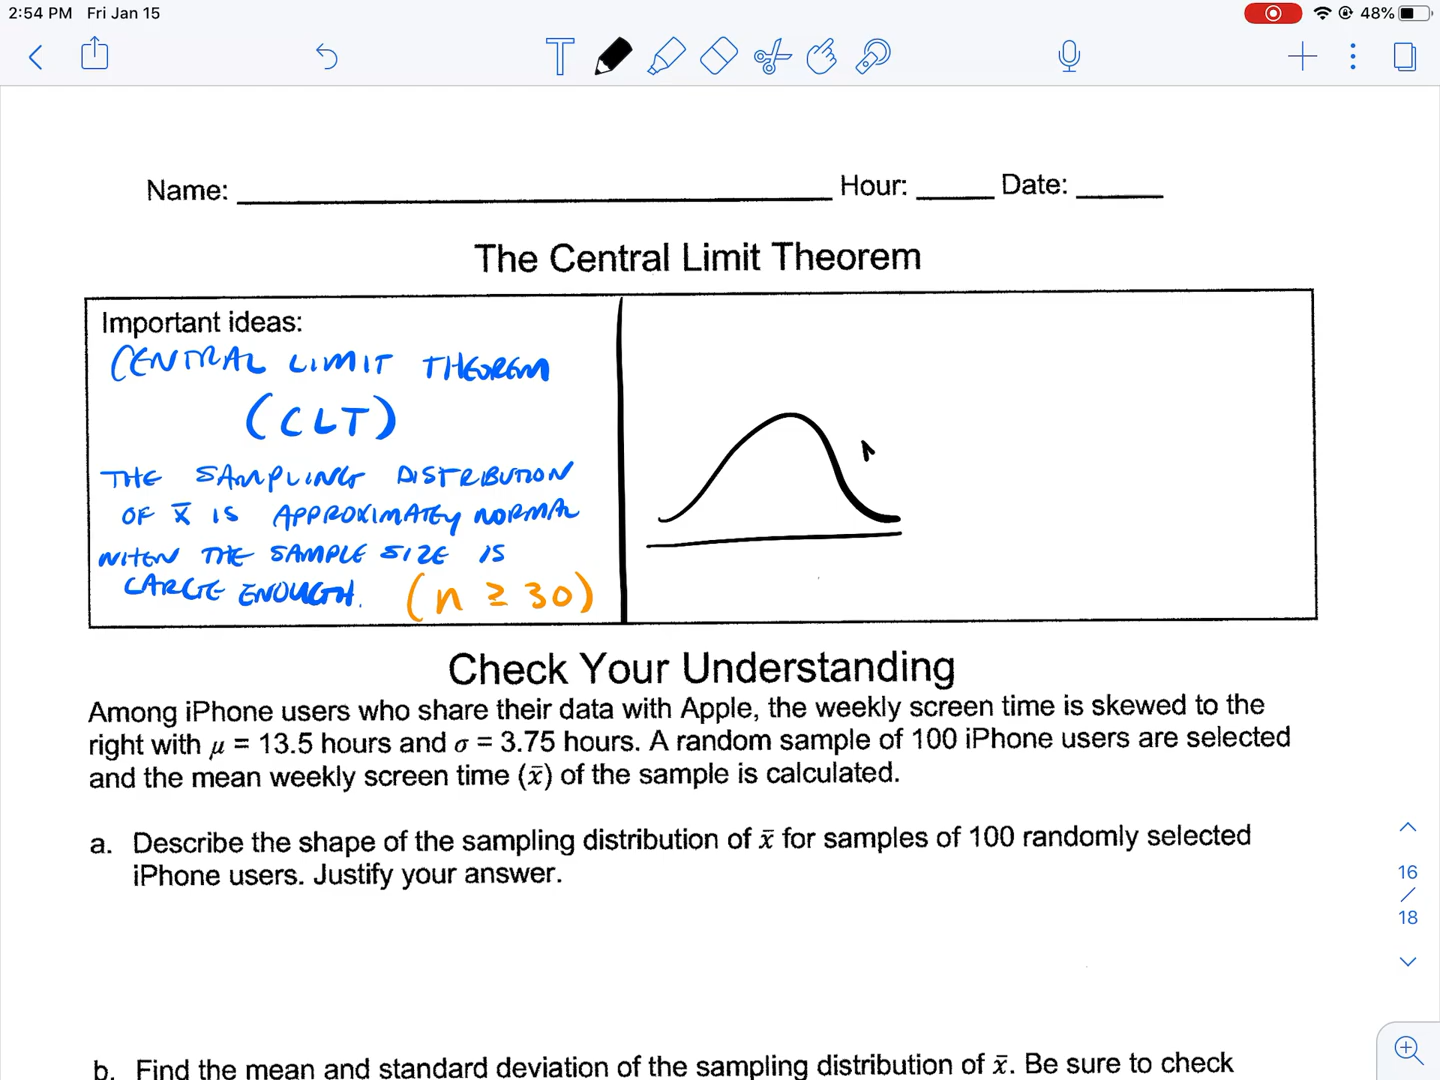 2:54 PM Fri Jan 15 48%
Name: Hour: Date:
The Central Limit Theorem
Important ideas:
CENTRAL LIMIT THEOREM
(CLT)
THE SAMPLING DISTRIBUTION
OF x̄ IS APPROXIMATELY NORMAL
WHEN THE SAMPLE SIZE IS
LARGE ENOUGH. (n ≥ 30)
Check Your Understanding
Among iPhone users who share their data with Apple, the weekly screen time is skewed to the
right with μ = 13.5 hours and σ = 3.75 hours. A random sample of 100 iPhone users are selected
and the mean weekly screen time (x̄) of the sample is calculated.
a. Describe the shape of the sampling distribution of x̄ for samples of 100 randomly selected
iPhone users. Justify your answer.
16
/
18
b. Find the mean and standard deviation of the sampling distribution of x̄. Be sure to check